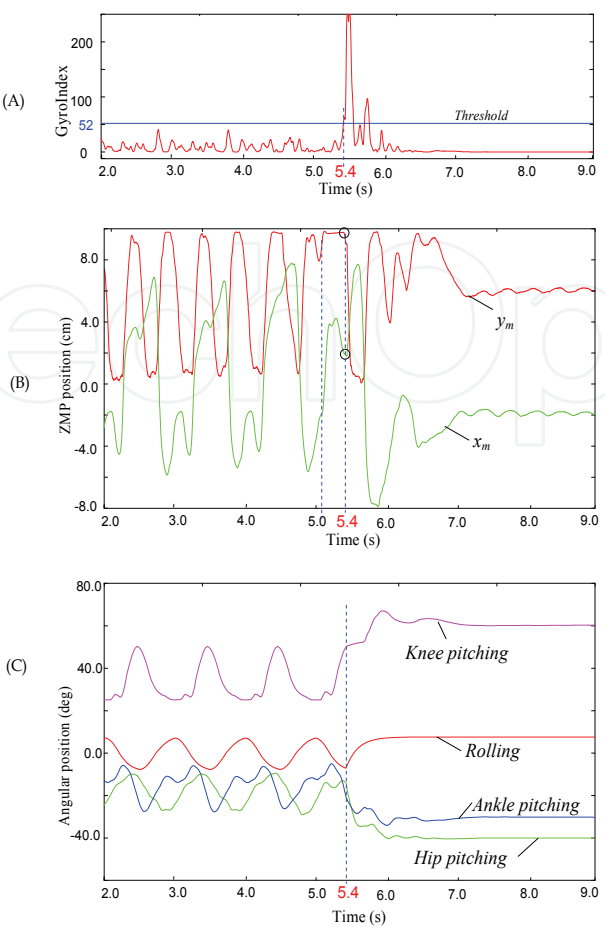 (A)
GyroIndex
200
100
52
0
Threshold
2.0 3.0 4.0 5.0 5.4 6.0 7.0 8.0 9.0
Time (s)
(B)
ZMP position (cm)
8.0
4.0
0.0
-4.0
-8.0
y_m
x_m
2.0 3.0 4.0 5.0 5.4 6.0 7.0 8.0 9.0
Time (s)
(C)
Angular position (deg)
80.0
40.0
0.0
-40.0
Knee pitching
Rolling
Ankle pitching
Hip pitching
2.0 3.0 4.0 5.0 5.4 6.0 7.0 8.0 9.0
Time (s)